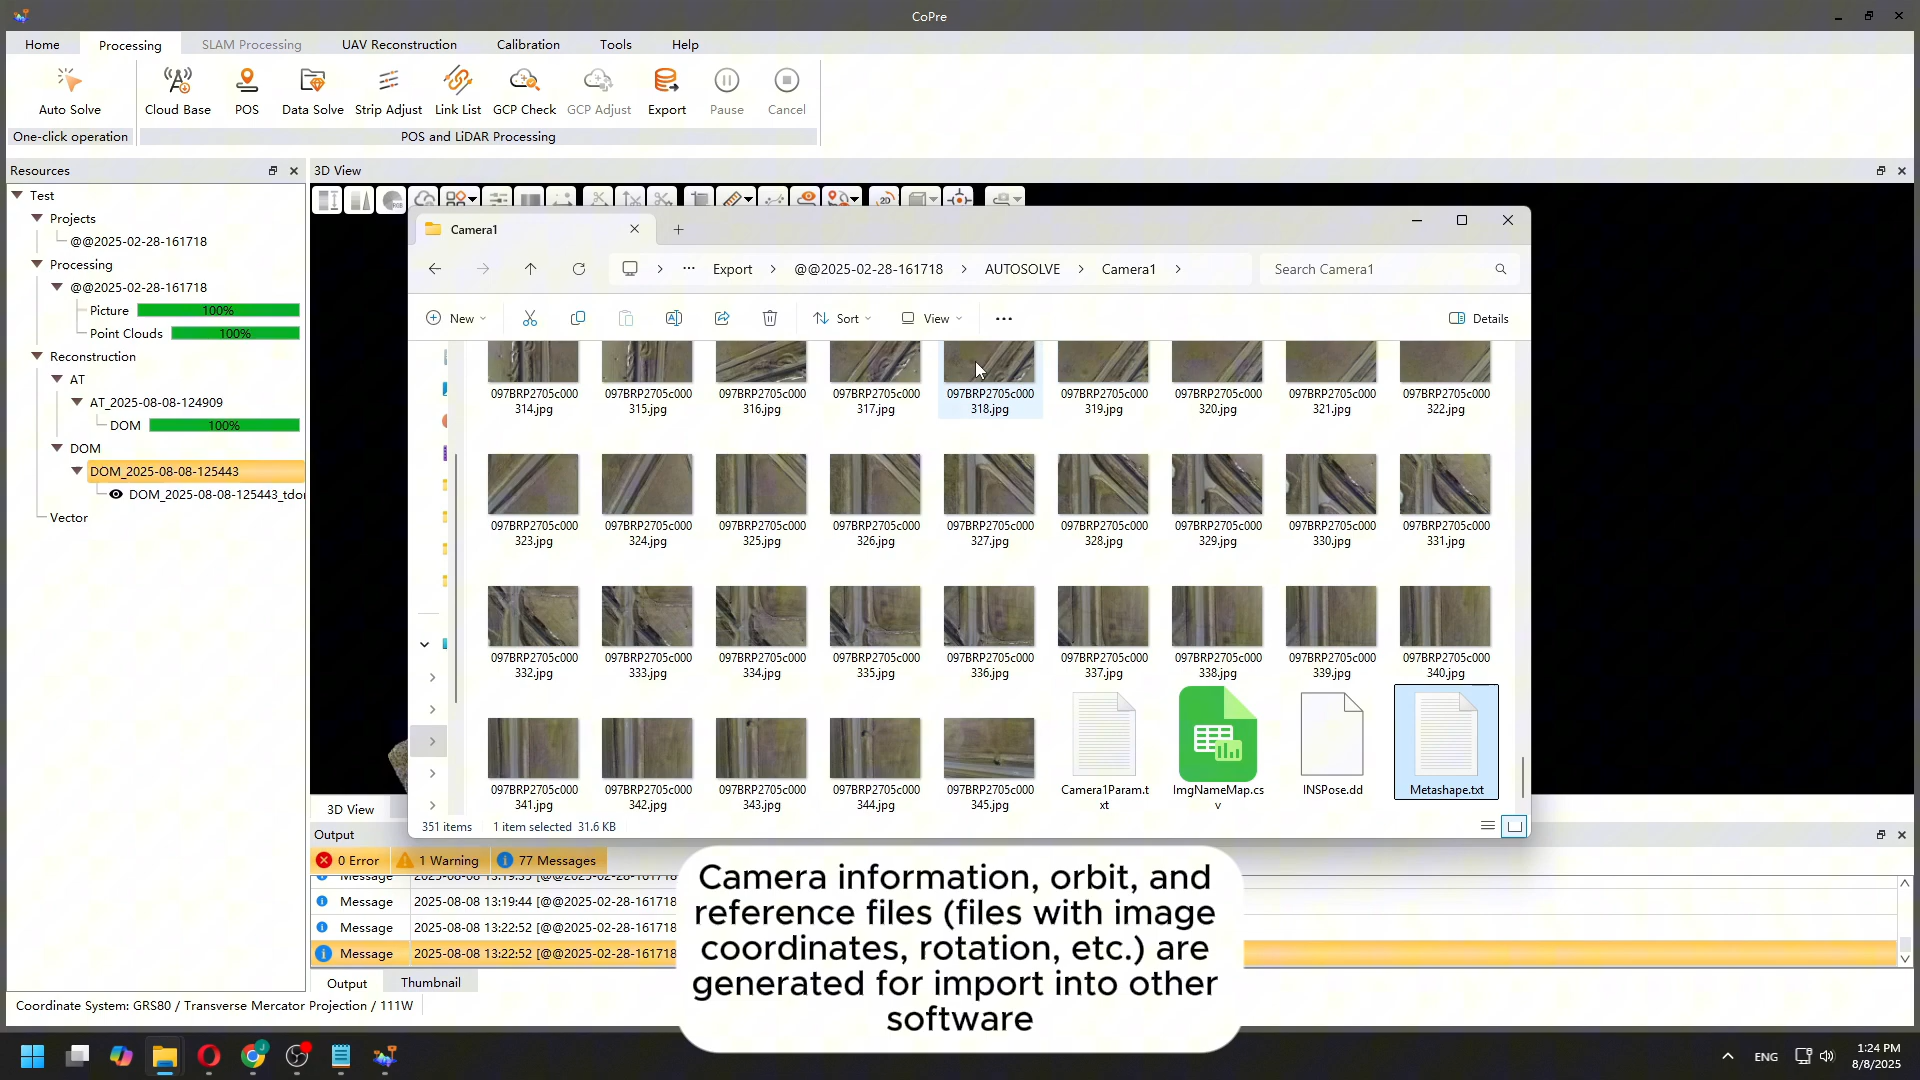 CoPre
Home
Processing
SLAM Processing
UAV Reconstruction
Calibration
Tools
Help
Auto Solve
Cloud Base
POS
Data Solve
Strip Adjust
Link List
GCP Check
GCP Adjust
Export
Pause
Cancel
One-click operation
POS and LiDAR Processing
Resources
3D View
Test
Projects
@@2025-02-28-161718
Processing
@@2025-02-28-161718
Picture 100%
Point Clouds 100%
Reconstruction
AT
AT_2025-08-08-124909
DOM 100%
DOM
DOM_2025-08-08-125443
DOM_2025-08-08-125443_tdo
Vector
Camera1
Export
@@2025-02-28-161718
AUTOSOLVE
Camera1
Search Camera1
New
Sort
View
Details
097BRP2705c000
314.jpg
097BRP2705c000
315.jpg
097BRP2705c000
316.jpg
097BRP2705c000
317.jpg
097BRP2705c000
318.jpg
097BRP2705c000
319.jpg
097BRP2705c000
320.jpg
097BRP2705c000
321.jpg
097BRP2705c000
322.jpg
097BRP2705c000
323.jpg
097BRP2705c000
324.jpg
097BRP2705c000
325.jpg
097BRP2705c000
326.jpg
097BRP2705c000
327.jpg
097BRP2705c000
328.jpg
097BRP2705c000
329.jpg
097BRP2705c000
330.jpg
097BRP2705c000
331.jpg
097BRP2705c000
332.jpg
097BRP2705c000
333.jpg
097BRP2705c000
334.jpg
097BRP2705c000
335.jpg
097BRP2705c000
336.jpg
097BRP2705c000
337.jpg
097BRP2705c000
338.jpg
097BRP2705c000
339.jpg
097BRP2705c000
340.jpg
097BRP2705c000
341.jpg
097BRP2705c000
342.jpg
097BRP2705c000
343.jpg
097BRP2705c000
344.jpg
097BRP2705c000
345.jpg
Camera1Param.t
xt
ImgNameMap.cs
v
INSPose.dd
Metashape.txt
351 items
1 item selected 31.6 KB
3D View
Output
0 Error
1 Warning
77 Messages
Message 2025-08-08 13:19:35 [@@2025-02-28-161718
Message 2025-08-08 13:19:44 [@@2025-02-28-161718
Message 2025-08-08 13:22:52 [@@2025-02-28-161718
Message 2025-08-08 13:22:52 [@@2025-02-28-161718
Output
Thumbnail
Coordinate System: GRS80 / Transverse Mercator Projection / 111W
Camera information, orbit, and
reference files (files with image
coordinates, rotation, etc.) are
generated for import into other
software
ENG
1:24 PM
8/8/2025